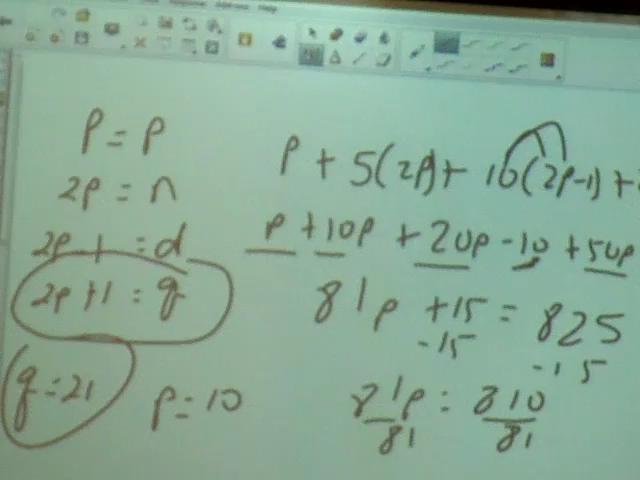 p = p
2p = n
2p - 1 = d
2p + 1 = q
q = 21
p = 10
p + 5(2p) + 10(2p-1) +
p + 10p + 20p - 10 + 50p
81p + 15 = 825
-15 -15
81p = 810
81 81